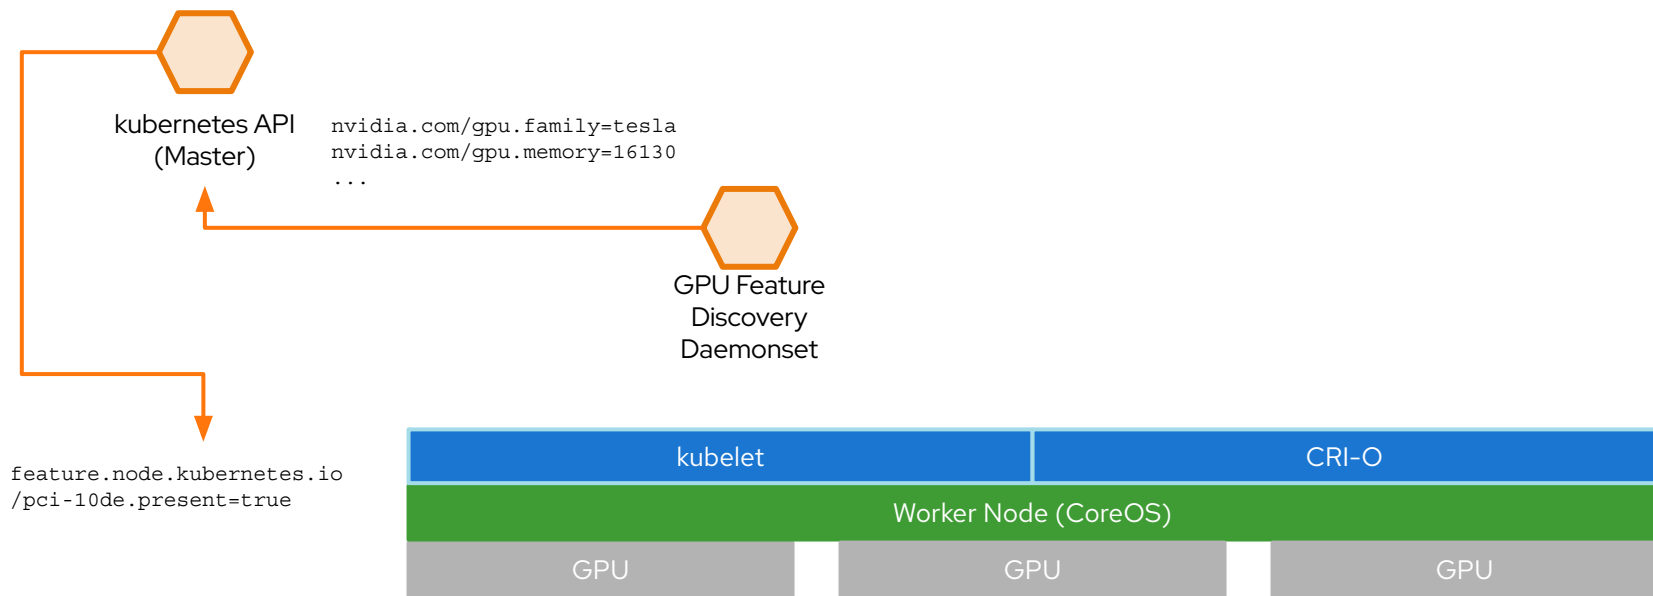 kubernetes API
(Master)
nvidia.com/gpu.family=tesla
nvidia.com/gpu.memory=16130
...
GPU Feature
Discovery
Daemonset
feature.node.kubernetes.io
/pci-10de.present=true
kubelet
CRI-O
Worker Node (CoreOS)
GPU
GPU
GPU